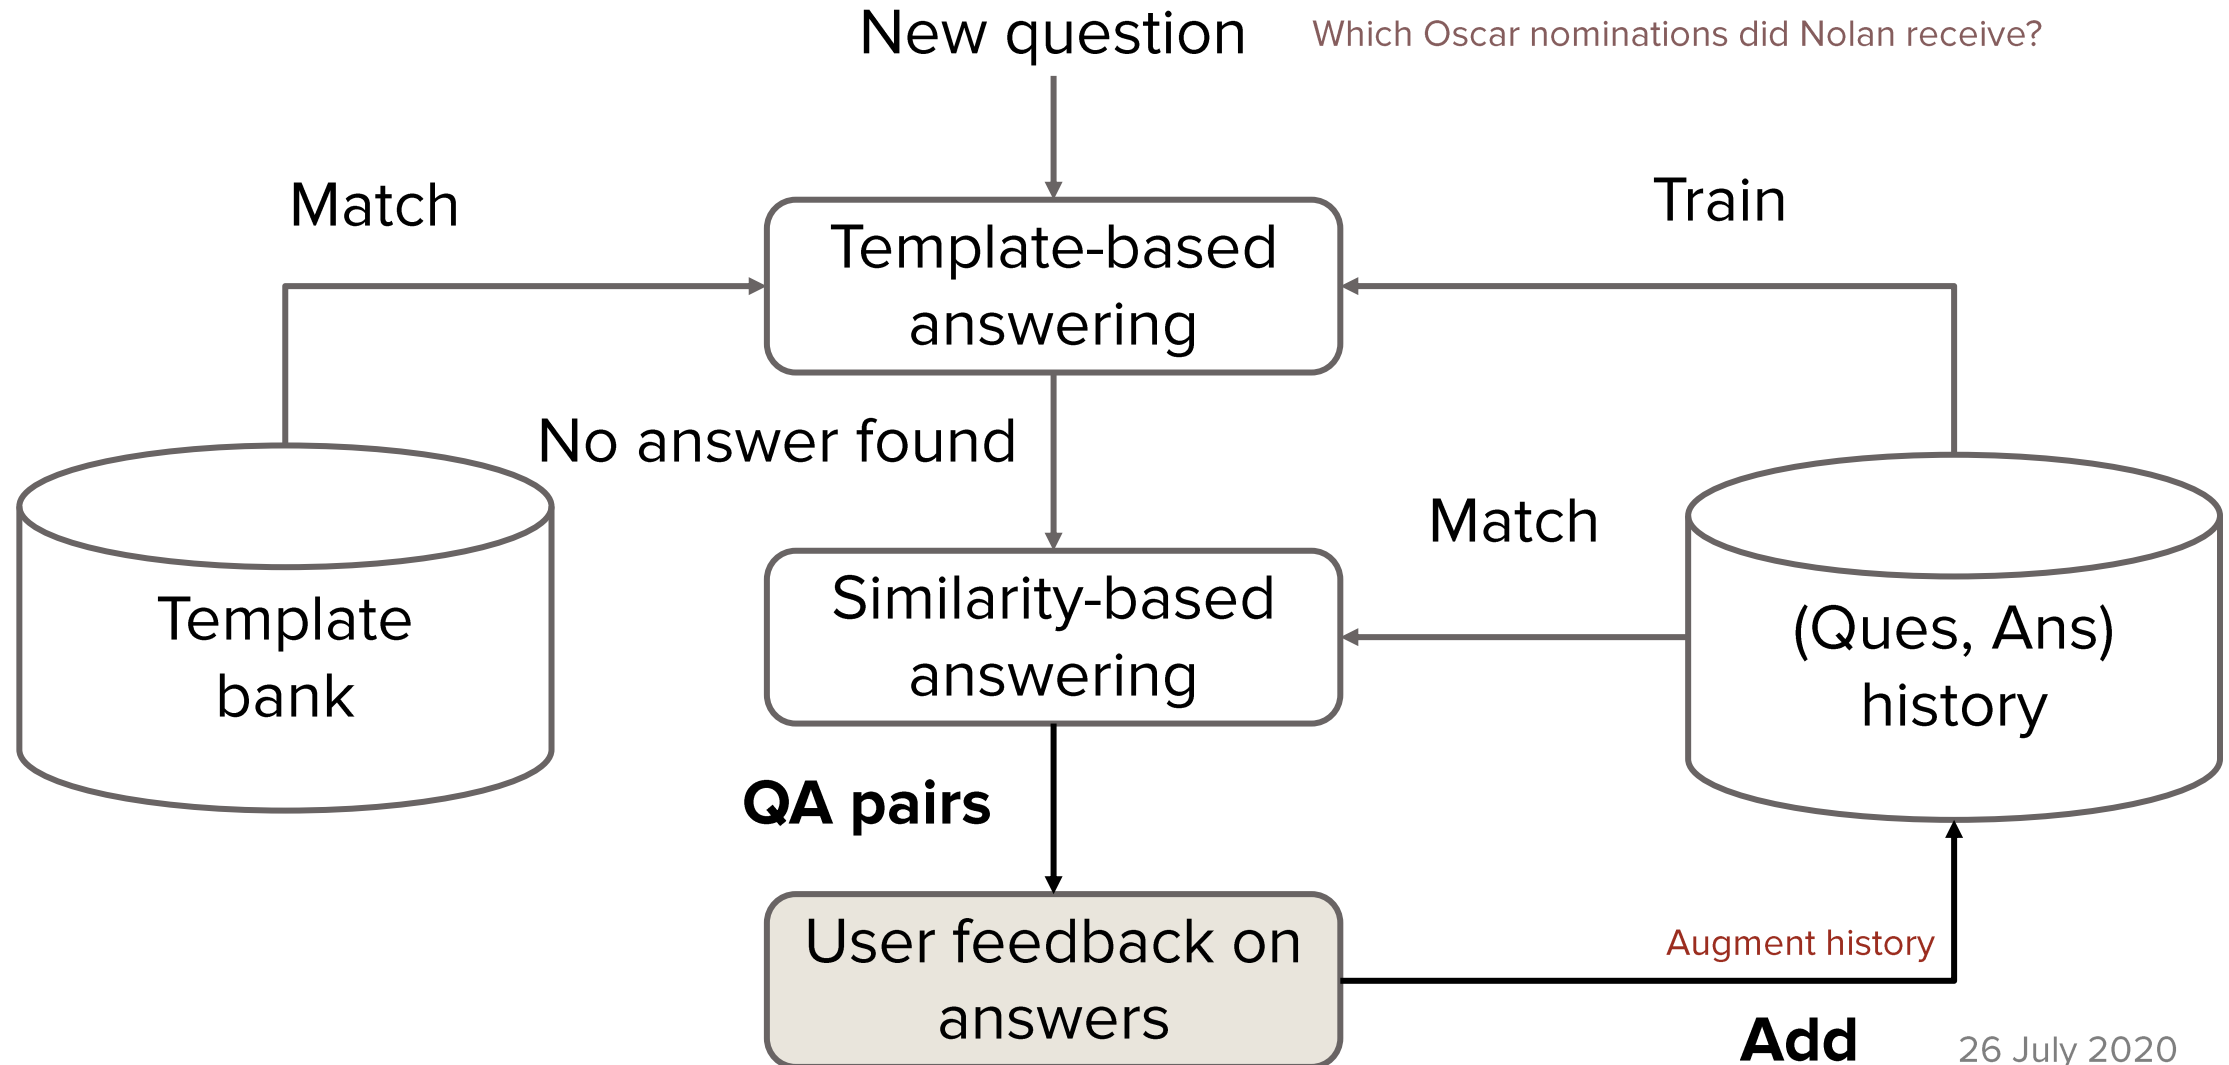 New question
Which Oscar nominations did Nolan receive?
Match
Train
Template-based
answering
No answer found
Match
Template
bank
Similarity-based
answering
(Ques, Ans)
history
QA pairs
User feedback on
answers
Augment history
Add
26 July 2020